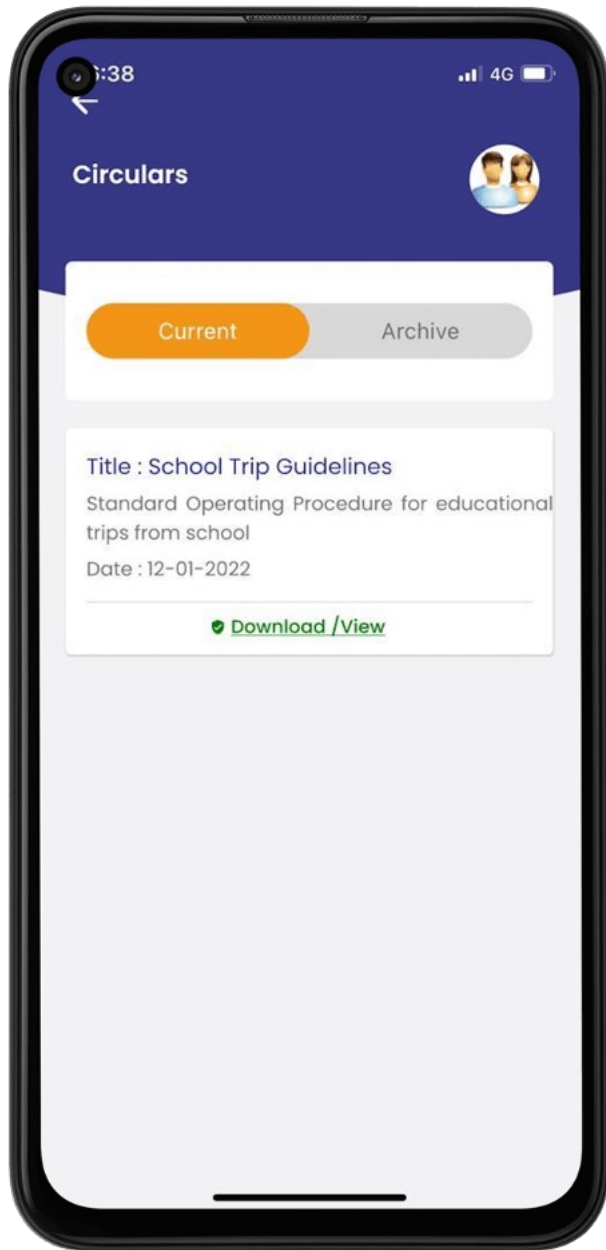 :38
4G
Circulars
Current
Archive
Title : School Trip Guidelines
Standard Operating Procedure for educational
trips from school
Date : 12-01-2022
Download /View